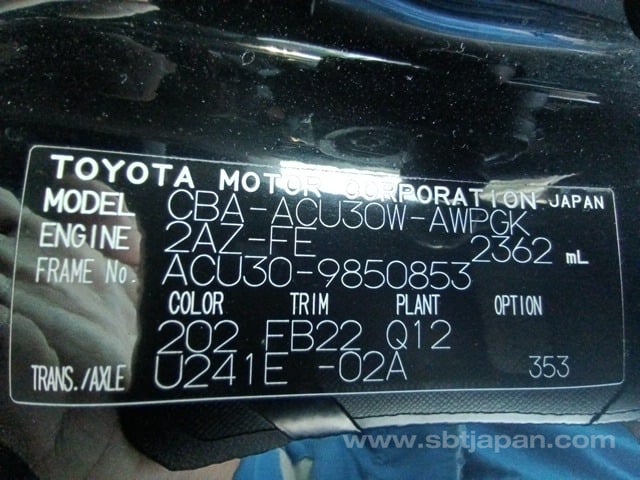 TOYOTA MOTOR CORPORATION JAPAN
MODEL CBA-ACU30W-AWPGK
ENGINE 2AZ-FE 2362 mL
FRAME No. ACU30-9850853
COLOR TRIM PLANT OPTION
202 FB22 Q12
TRANS./AXLE U241E -02A 353
www.sbtjapan.com